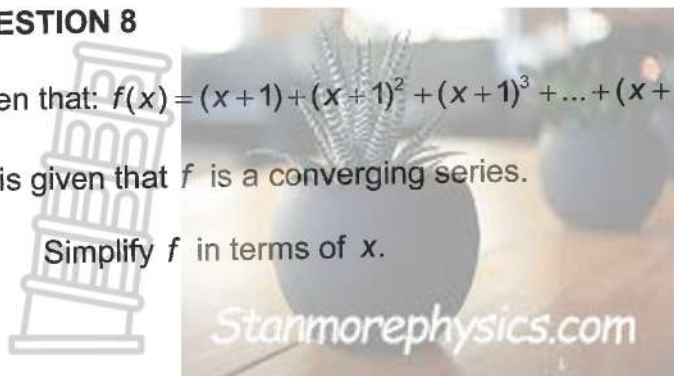 ESTION 8
en that: f(x) = (x+1)+(x+1)²+(x+1)³+...+(x+
is given that f is a converging series.
Simplify f in terms of x.
Stanmorephysics.com